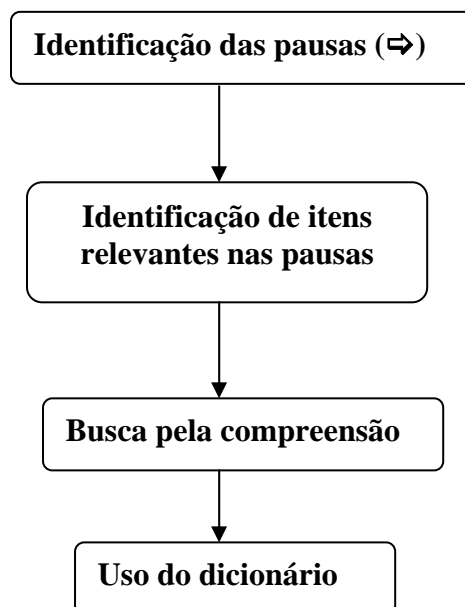 Identificação das pausas (⇨)
Identificação de itens
relevantes nas pausas
Busca pela compreensão
Uso do dicionário